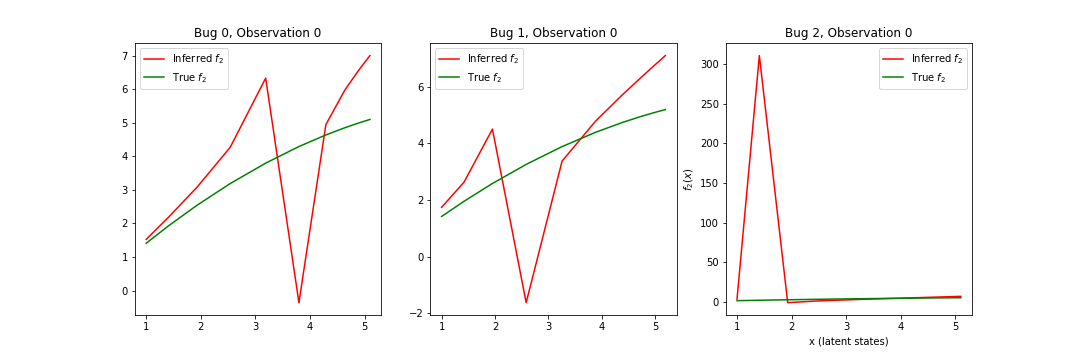 Bug 0, Observation 0
Inferred f₂
True f₂
7
6
5
4
3
2
1
0
1 2 3 4 5
Bug 1, Observation 0
Inferred f₂
True f₂
6
4
2
0
−2
1 2 3 4 5
Bug 2, Observation 0
Inferred f₂
True f₂
f₂(x)
300
250
200
150
100
50
0
1 2 3 4 5
x (latent states)